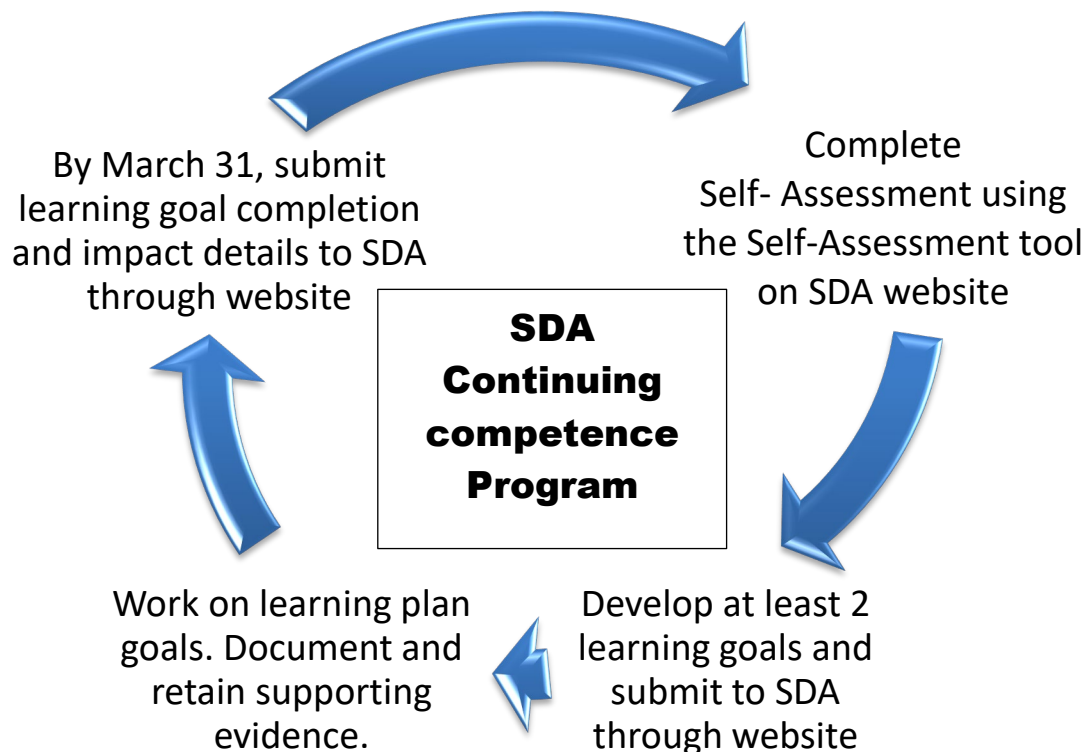 By March 31, submit
learning goal completion
and impact details to SDA
through website
Complete
Self- Assessment using
the Self-Assessment tool
on SDA website
SDA
Continuing
competence
Program
Work on learning plan
goals. Document and
retain supporting
evidence.
Develop at least 2
learning goals and
submit to SDA
through website